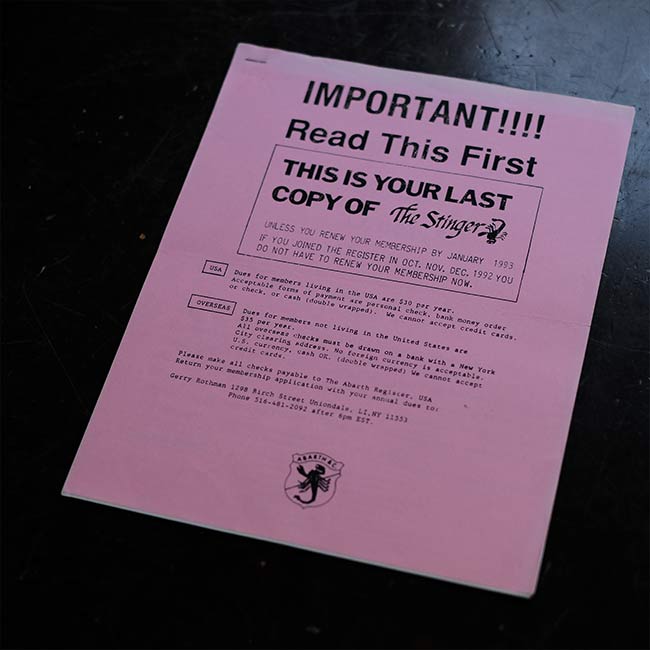 IMPORTANT!!!!
Read This First
THIS IS YOUR LAST
COPY OF The Stinger
UNLESS YOU RENEW YOUR MEMBERSHIP BY JANUARY 1993
IF YOU JOINED THE REGISTER IN OCT. NOV. DEC. 1992 YOU
DO NOT HAVE TO RENEW YOUR MEMBERSHIP NOW.
USA
Dues for members living in the USA are $30 per year.
Acceptable forms of payment are personal check, bank money order
or check, or cash (double wrapped). We cannot accept credit cards.
OVERSEAS
Dues for members not living in the United States are
$35 per year.
All overseas checks must be drawn on a bank with a New York
City clearing address. No foreign currency is acceptable.
U.S. currency, cash OK. (double wrapped) We cannot accept
credit cards.
Please make all checks payable to The Abarth Register, USA
Return your membership application with your annual dues to:
Gerry Rothman 1298 Birch Street Uniondale, LI,NY 11553
Phone 516-481-2092 after 6pm EST.
ABARTH & C.